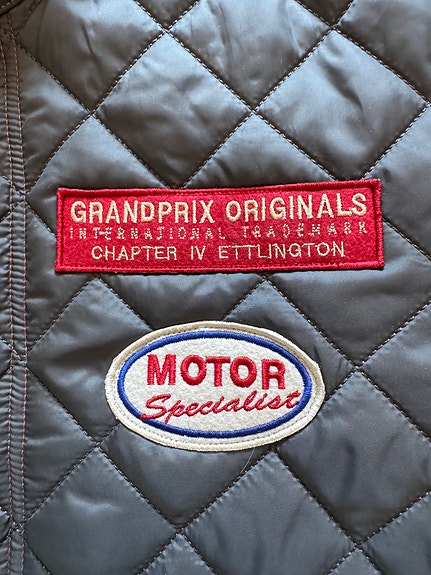 GRANDPRIX ORIGINALS
INTERNATIONAL TRADEMARK
CHAPTER IV ETTLINGTON
MOTOR
Specialist